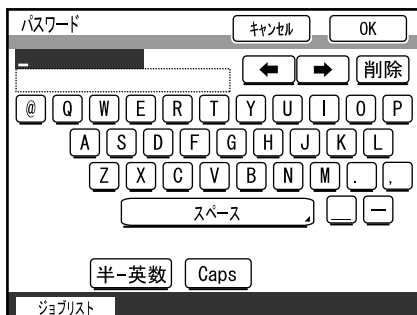 パスワード キャンセル OK
_ ← → 削除
@ Q W E R T Y U I O P
A S D F G H J K L
Z X C V B N M . ,
スペース _ ー
半-英数 Caps
ジョブリスト